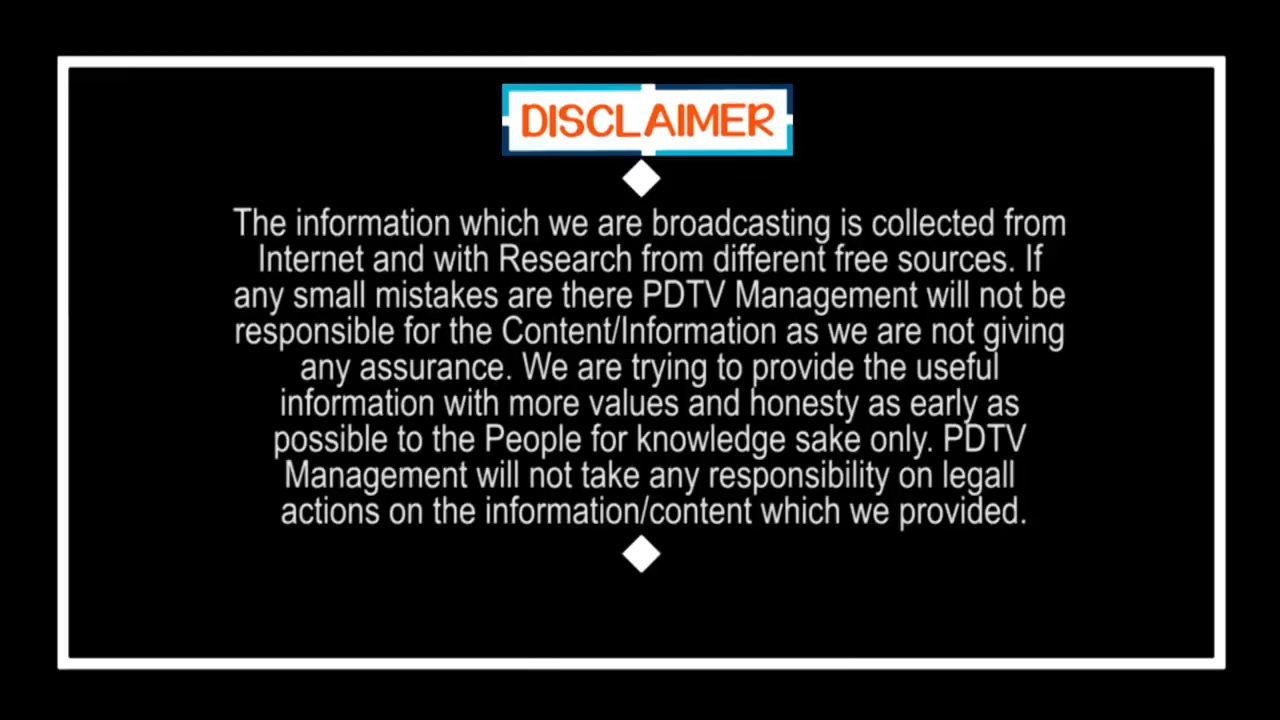 DISCLAIMER
The information which we are broadcasting is collected from
Internet and with Research from different free sources. If
any small mistakes are there PDTV Management will not be
responsible for the Content/Information as we are not giving
any assurance. We are trying to provide the useful
information with more values and honesty as early as
possible to the People for knowledge sake only. PDTV
Management will not take any responsibility on legall
actions on the information/content which we provided.